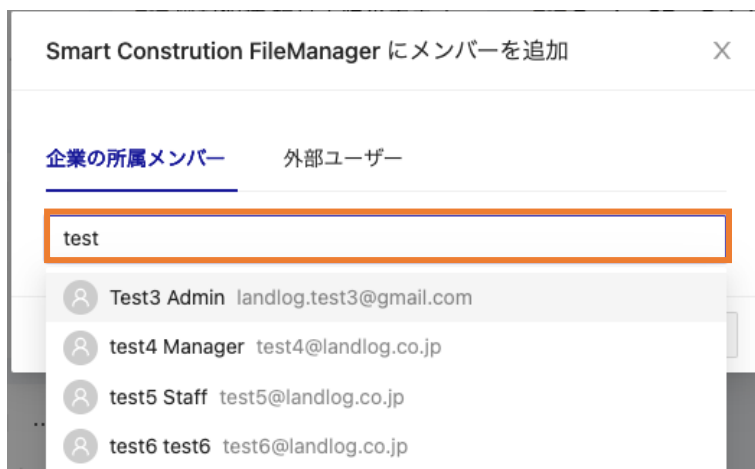 Smart Constrution FileManager にメンバーを追加
企業の所属メンバー 外部ユーザー
test
Test3 Admin landlog.test3@gmail.com
test4 Manager test4@landlog.co.jp
test5 Staff test5@landlog.co.jp
test6 test6 test6@landlog.co.jp